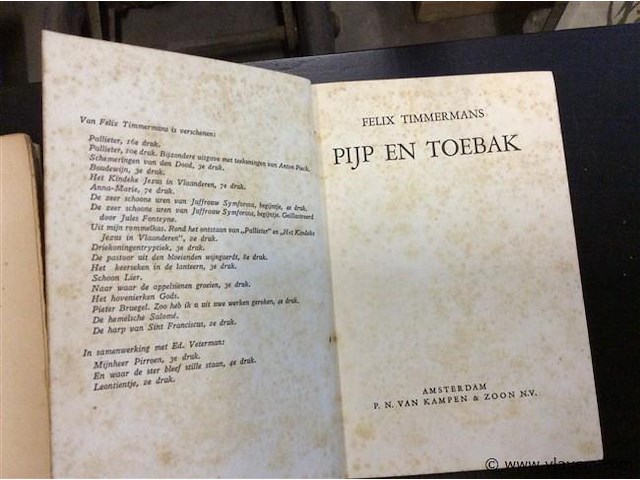 Van Felix Timmermans is verschenen:
Pallieter, 16e druk.
Pallieter, 20e druk. Bijzondere uitgave met teekeningen van Anton Pieck.
Schemeringen van den Dood, 3e druk.
Boudewijn, 3e druk.
Het Kindeke Jezus in Vlaanderen, 7e druk.
Anna-Marie, 7e druk.
De zeer schoone uren van Juffrouw Symforosa, begijntje, 4e druk.
De zeer schoone uren van Juffrouw Symforosa, begijntje. Geïllustreerd
door Jules Fonteyne.
Uit mijn rommelkas. Rond het ontstaan van „Pallieter" en „Het Kindeke
Jezus in Vlaanderen", 2e druk.
Driekoningentryptiek, 3e druk.
De pastoor uit den bloeienden wijngaerdt, 8e druk.
Het keerseken in de lanteern, 3e druk.
Schoon Lier.
Naar waar de appelsienen groeien, 3e druk.
Het hovenierken Gods.
Pieter Bruegel. Zoo heb ik u uit uwe werken geroken, 4e druk.
De hemelsche Salomé.
De harp van Sint Franciscus, 2e druk.
In samenwerking met Ed. Veterman:
Mijnheer Pirroen, 3e druk.
En waar de ster bleef stille staan, 4e druk.
Leontientje, 2e druk.
FELIX TIMMERMANS
PIJP EN TOEBAK
AMSTERDAM
P. N. VAN KAMPEN & ZOON N.V.